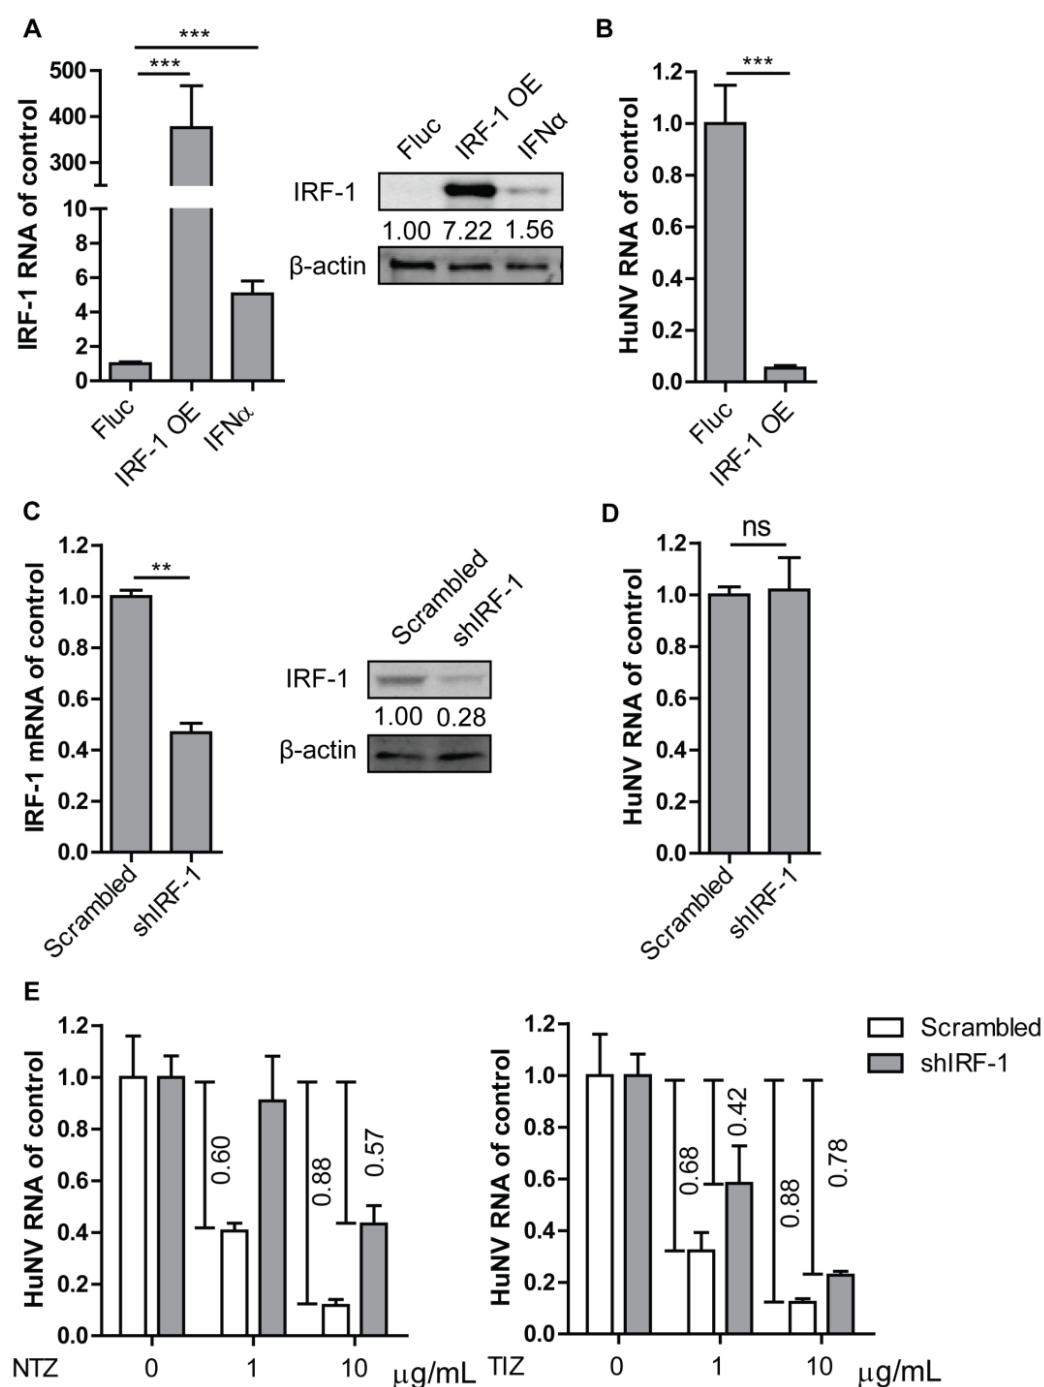 A
***
***
500
400
300
10
8
6
4
2
0
IRF-1 RNA of control
Fluc
IRF-1 OE
IFNα
Fluc
IRF-1 OE
IFNα
IRF-1
1.00 7.22 1.56
β-actin
B
***
1.2
1.0
0.8
0.6
0.4
0.2
0.0
HuNV RNA of control
Fluc
IRF-1 OE
C
**
1.2
1.0
0.8
0.6
0.4
0.2
0.0
IRF-1 mRNA of control
Scrambled
shIRF-1
Scrambled
shIRF-1
IRF-1
1.00 0.28
β-actin
D
ns
1.2
1.0
0.8
0.6
0.4
0.2
0.0
HuNV RNA of control
Scrambled
shIRF-1
E
1.2
1.0
0.8
0.6
0.4
0.2
0.0
HuNV RNA of control
0.60
0.88
0.57
NTZ 0 1 10 μg/mL
1.2
1.0
0.8
0.6
0.4
0.2
0.0
HuNV RNA of control
0.68
0.42
0.88
0.78
TIZ 0 1 10 μg/mL
Scrambled
shIRF-1